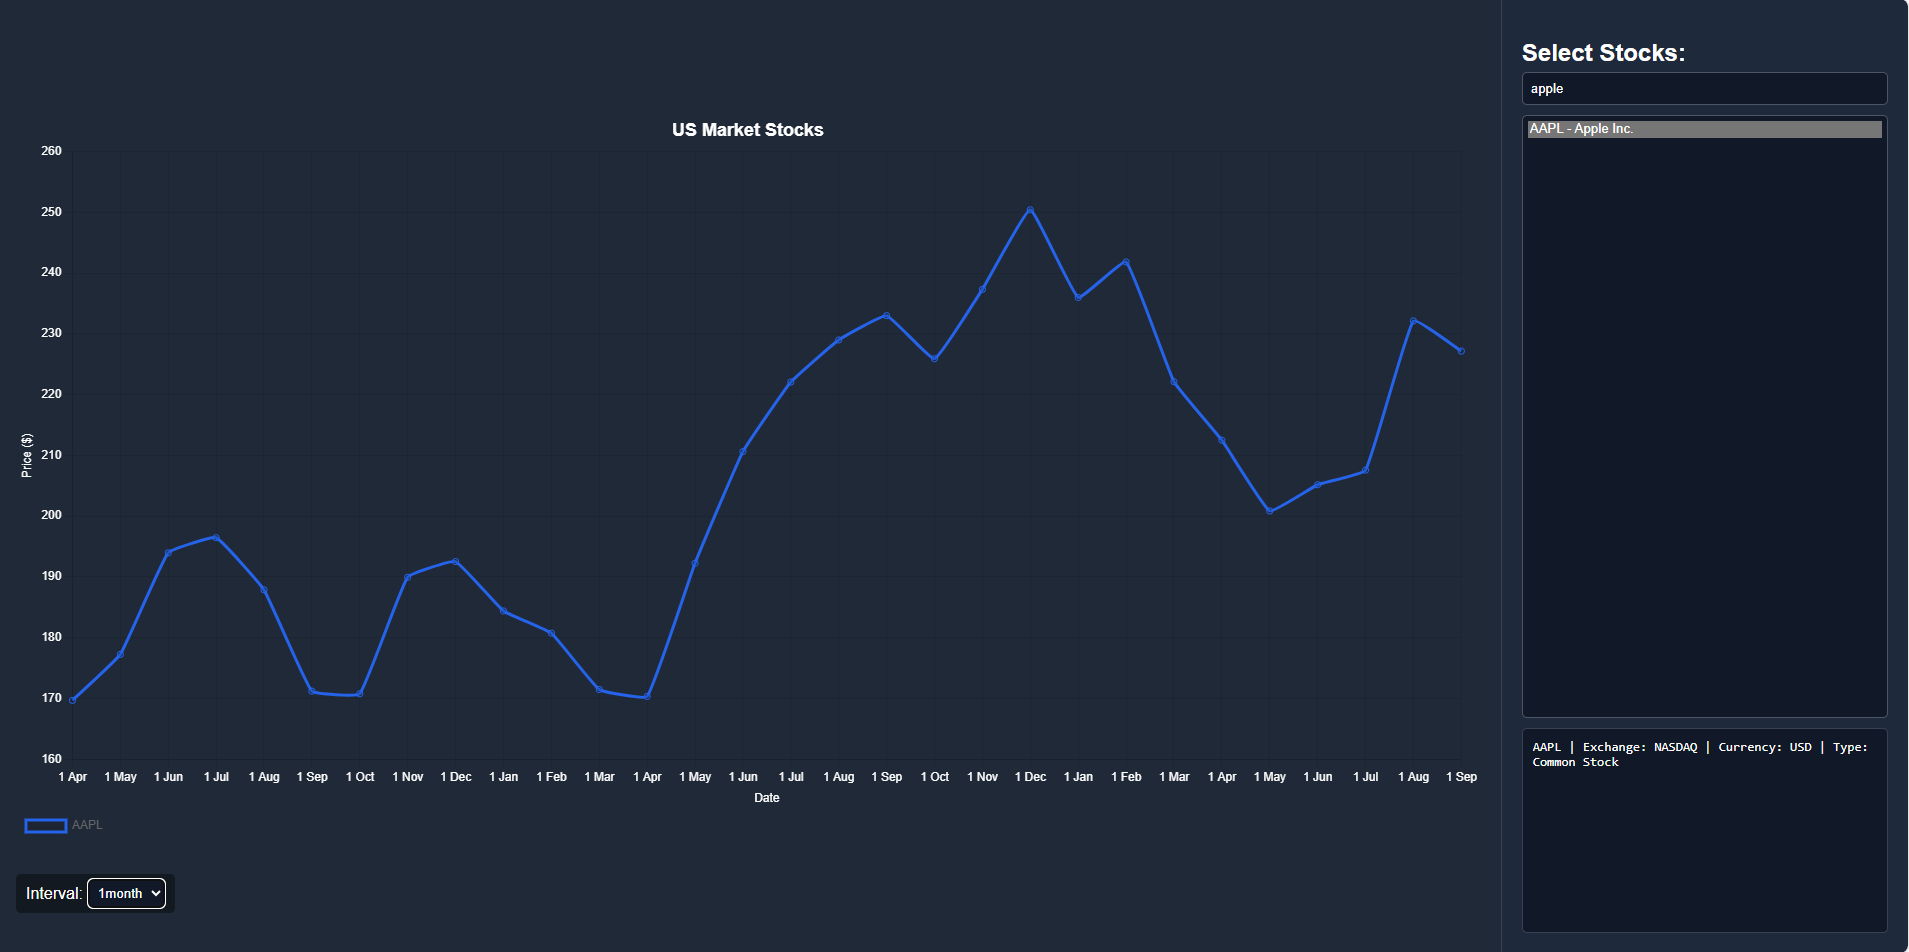 US Market Stocks
260
250
240
230
220
210
200
190
180
170
160
Price ($)
1 Apr 1 May 1 Jun 1 Jul 1 Aug 1 Sep 1 Oct 1 Nov 1 Dec 1 Jan 1 Feb 1 Mar 1 Apr 1 May 1 Jun 1 Jul 1 Aug 1 Sep 1 Oct 1 Nov 1 Dec 1 Jan 1 Feb 1 Mar 1 Apr 1 May 1 Jun 1 Jul 1 Aug 1 Sep
Date
AAPL
Interval: 1month
Select Stocks:
apple
AAPL - Apple Inc.
AAPL | Exchange: NASDAQ | Currency: USD | Type:
Common Stock